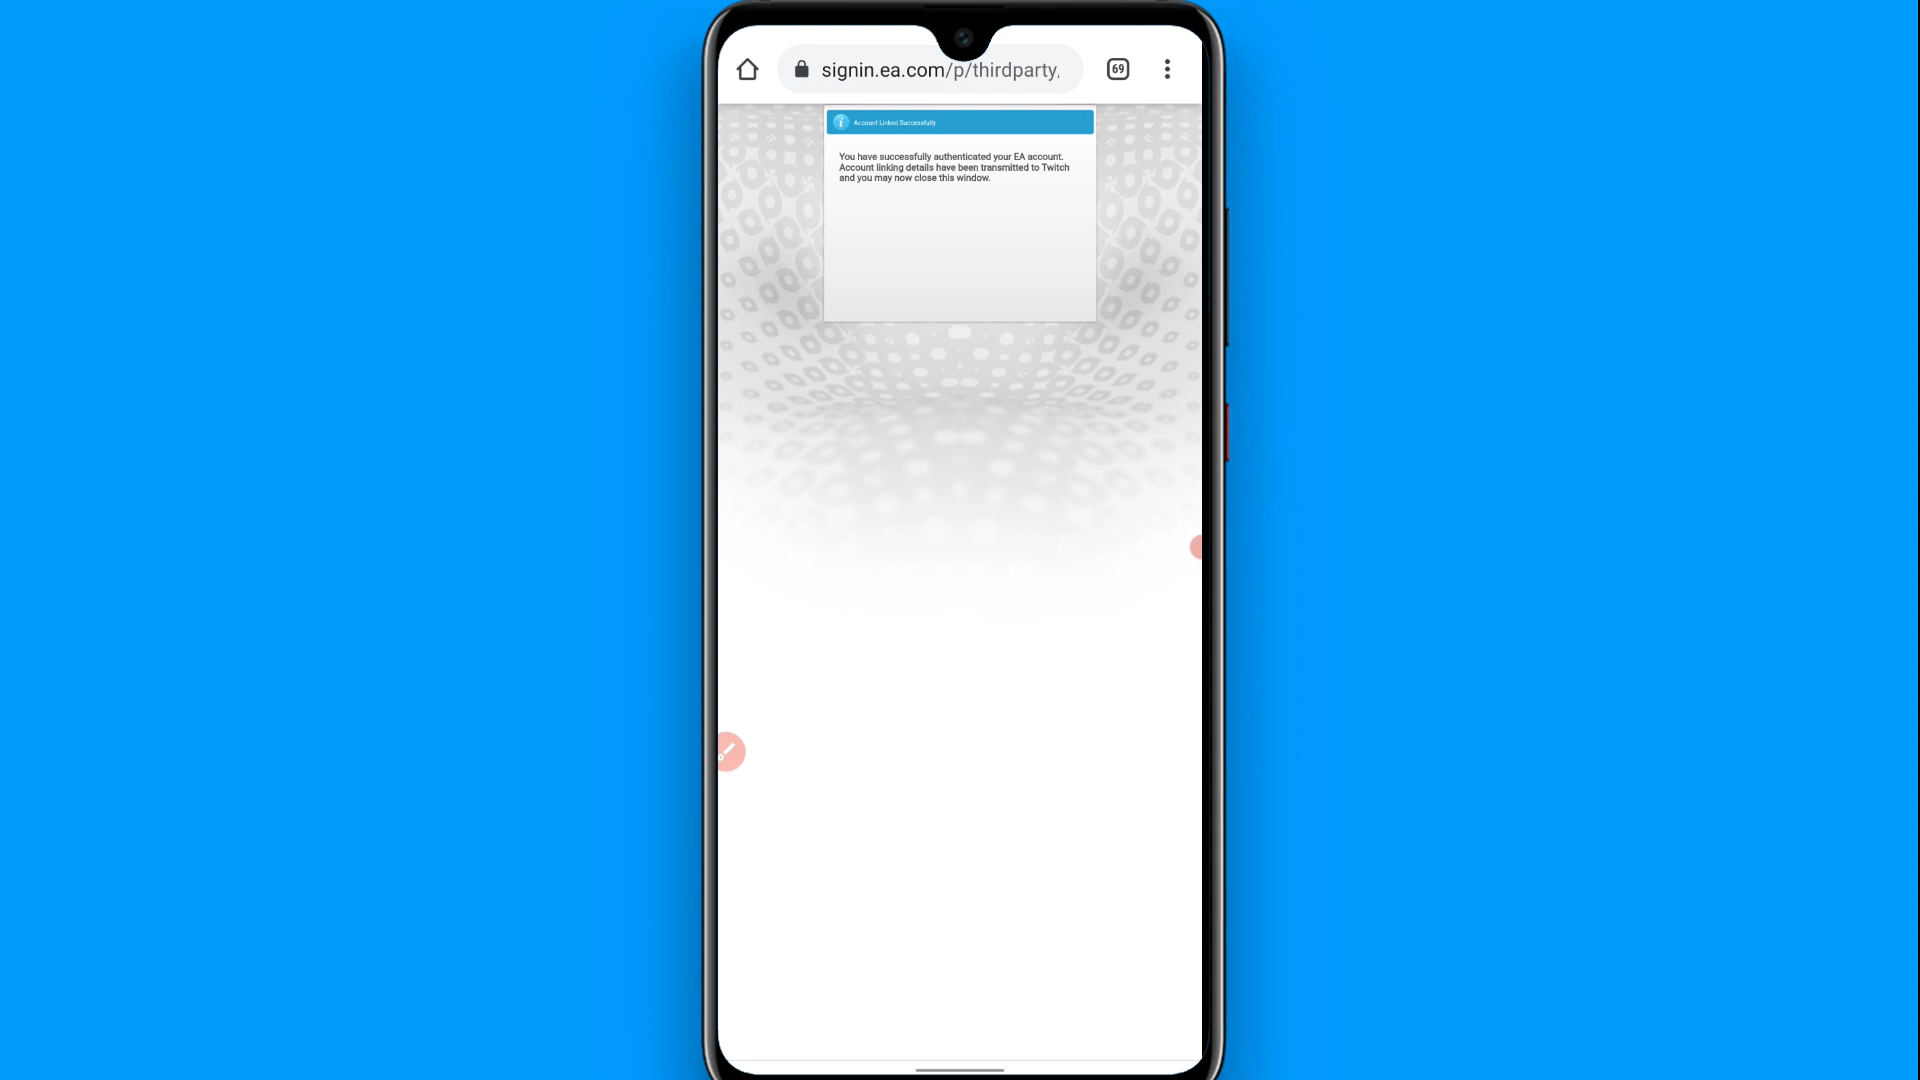 signin.ea.com/p/thirdparty.
69
Account Linked Successfully
You have successfully authenticated your EA account.
Account linking details have been transmitted to Twitch
and you may now close this window.